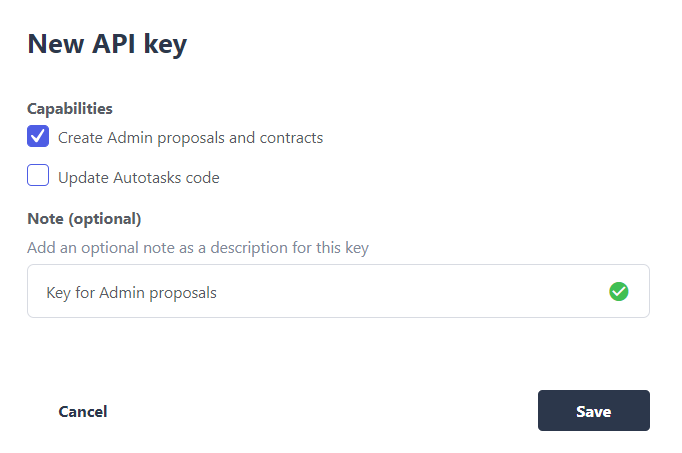 New API key
Capabilities
Create Admin proposals and contracts
Update Autotasks code
Note (optional)
Add an optional note as a description for this key
Key for Admin proposals
Cancel
Save